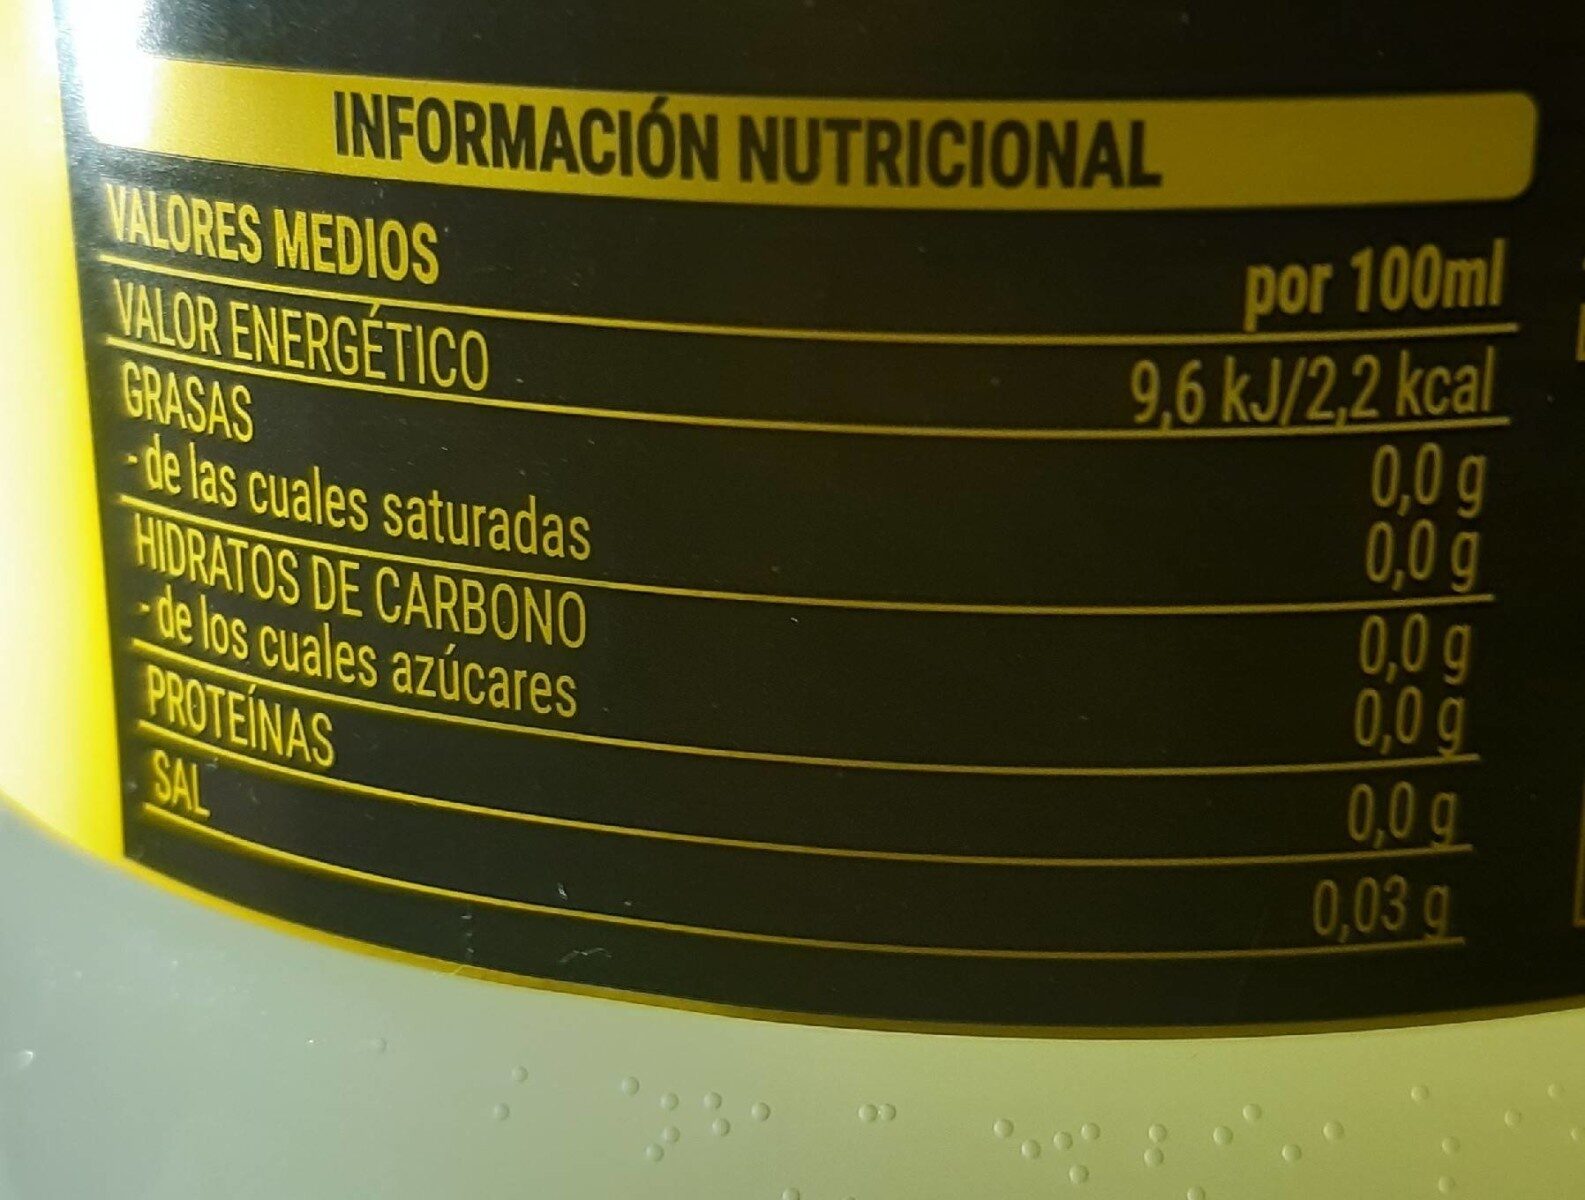 INFORMACIÓN NUTRICIONAL
VALORES MEDIOS por 100ml
VALOR ENERGÉTICO 9,6 kJ/2,2 kcal
GRASAS 0,0 g
- de las cuales saturadas 0,0 g
HIDRATOS DE CARBONO 0,0 g
- de los cuales azúcares 0,0 g
PROTEÍNAS 0,0 g
SAL 0,03 g